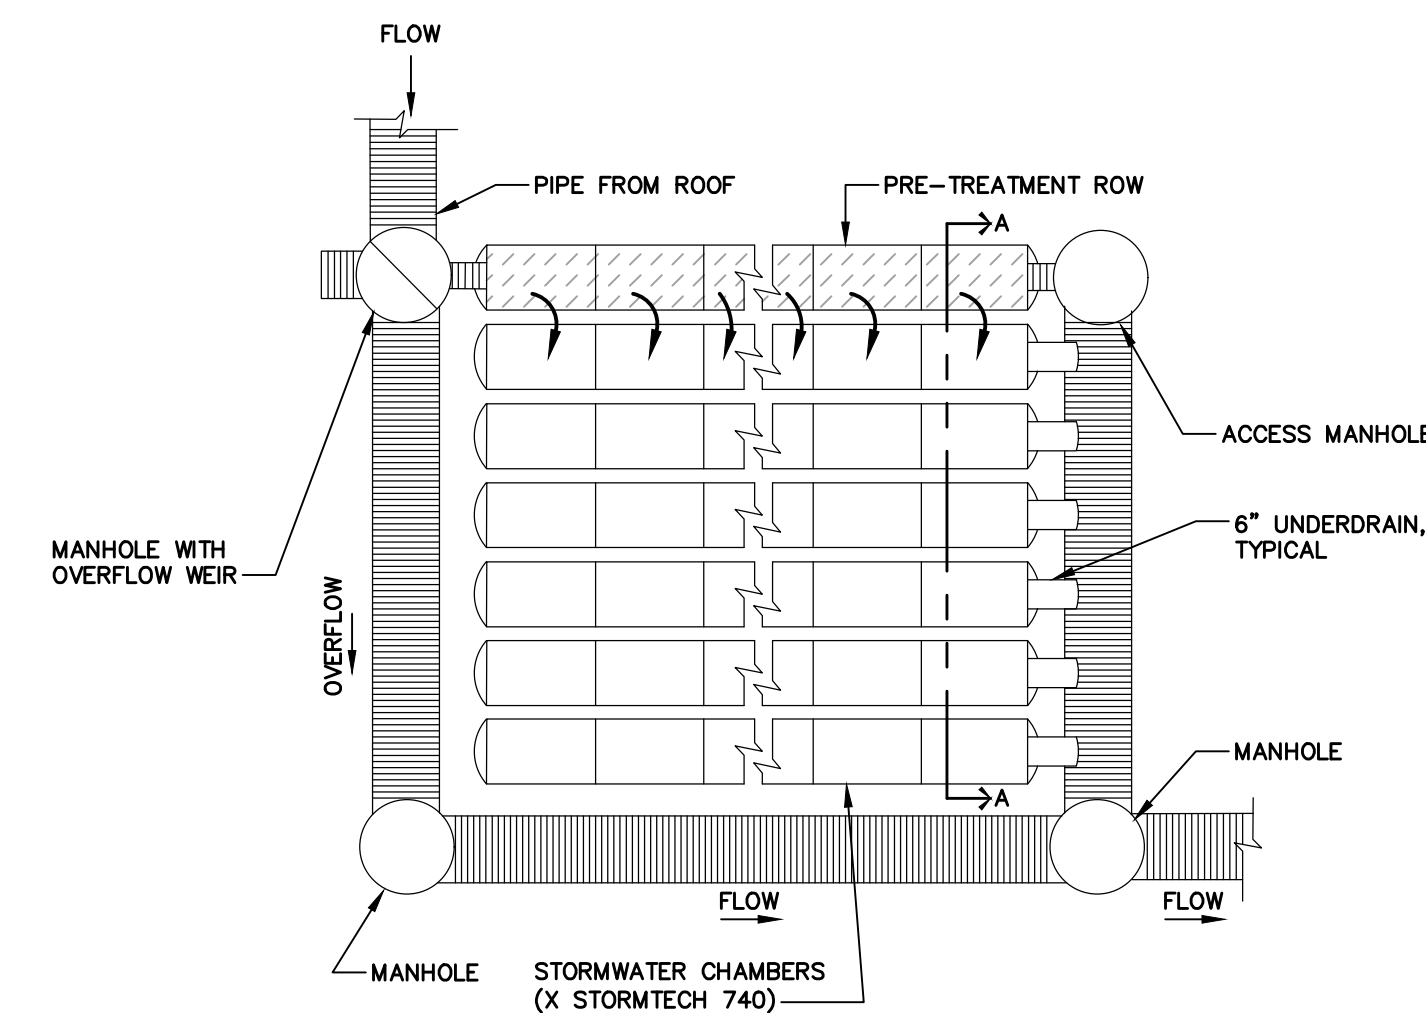 FLOW
PIPE FROM ROOF
PRE-TREATMENT ROW
A
ACCESS MANHOLE
6" UNDERDRAIN,
TYPICAL
MANHOLE WITH
OVERFLOW WEIR
OVERFLOW
MANHOLE
A
FLOW
FLOW
MANHOLE
STORMWATER CHAMBERS
(X STORMTECH 740)